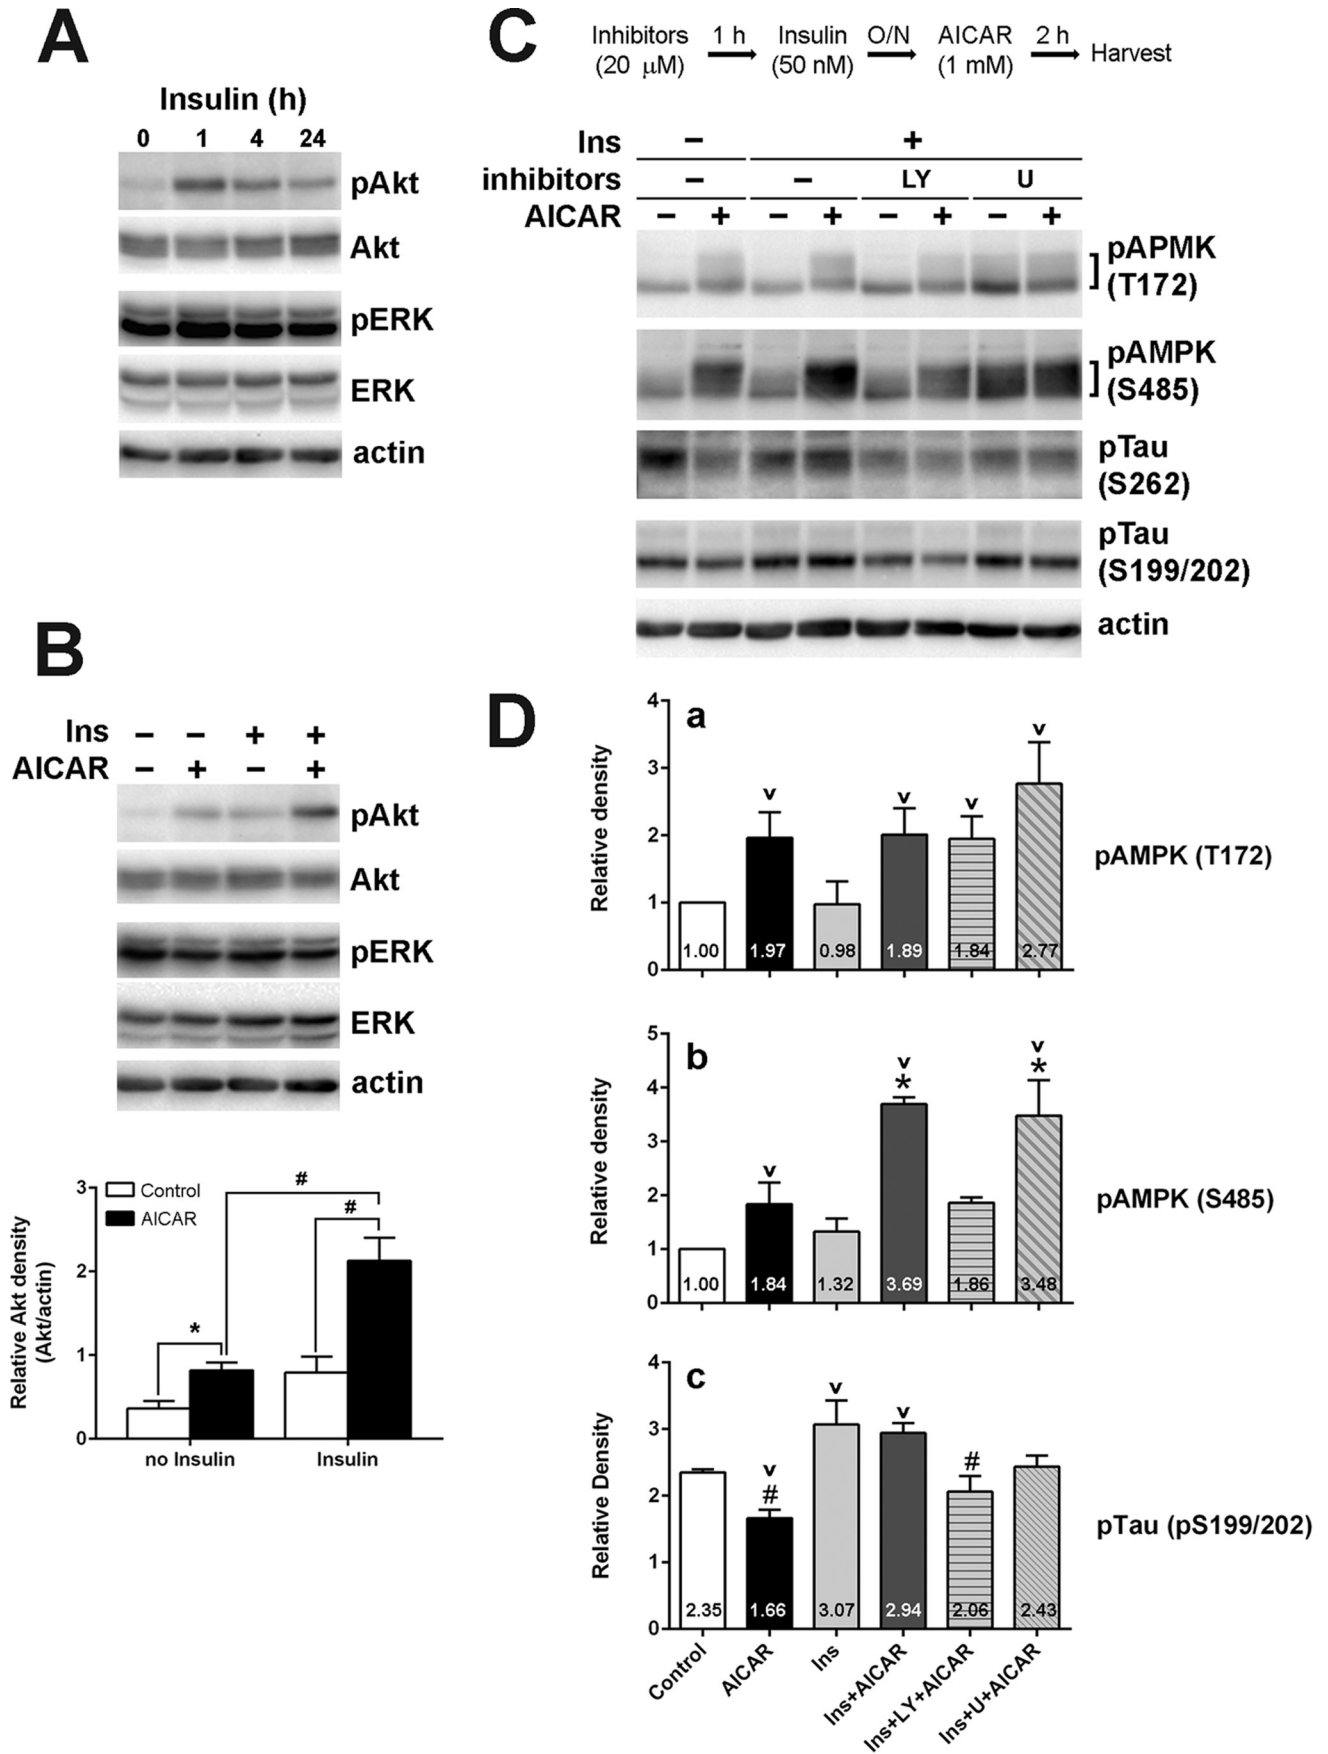 A
Insulin (h)
0 1 4 24
pAkt
Akt
pERK
ERK
actin
B
Ins − − + +
AICAR − + − +
pAkt
Akt
pERK
ERK
actin
3
2
1
0
Relative Akt density
(Akt/actin)
Control
AICAR
#
#
*
no Insulin Insulin
C
Inhibitors 1 h Insulin O/N AICAR 2 h Harvest
(20 µM) (50 nM) (1 mM)
Ins − +
inhibitors − − LY U
AICAR − + − + − + − +
pAPMK
(T172)
pAMPK
(S485)
pTau
(S262)
pTau
(S199/202)
actin
D
a
4
3
2
1
0
Relative density
v v v v
1.00 1.97 0.98 1.89 1.84 2.77
pAMPK (T172)
b
5
4
3
2
1
0
Relative density
v v v
* *
1.00 1.84 1.32 3.69 1.86 3.48
pAMPK (S485)
c
4
3
2
1
0
Relative Density
v v v
# #
2.35 1.66 3.07 2.94 2.06 2.43
pTau (pS199/202)
Control AICAR Ins Ins+AICAR Ins+LY+AICAR Ins+U+AICAR